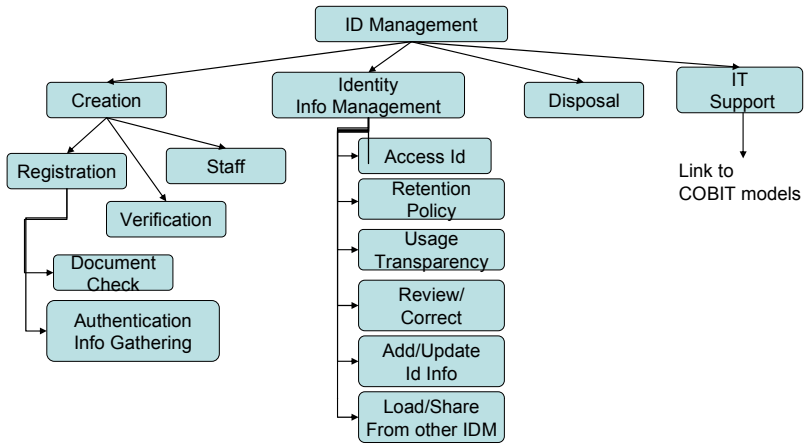 ID Management
Creation
Identity
Info Management
Disposal
IT
Support
Registration
Staff
Verification
Document
Check
Authentication
Info Gathering
Access Id
Retention
Policy
Usage
Transparency
Review/
Correct
Add/Update
Id Info
Load/Share
From other IDM
Link to
COBIT models